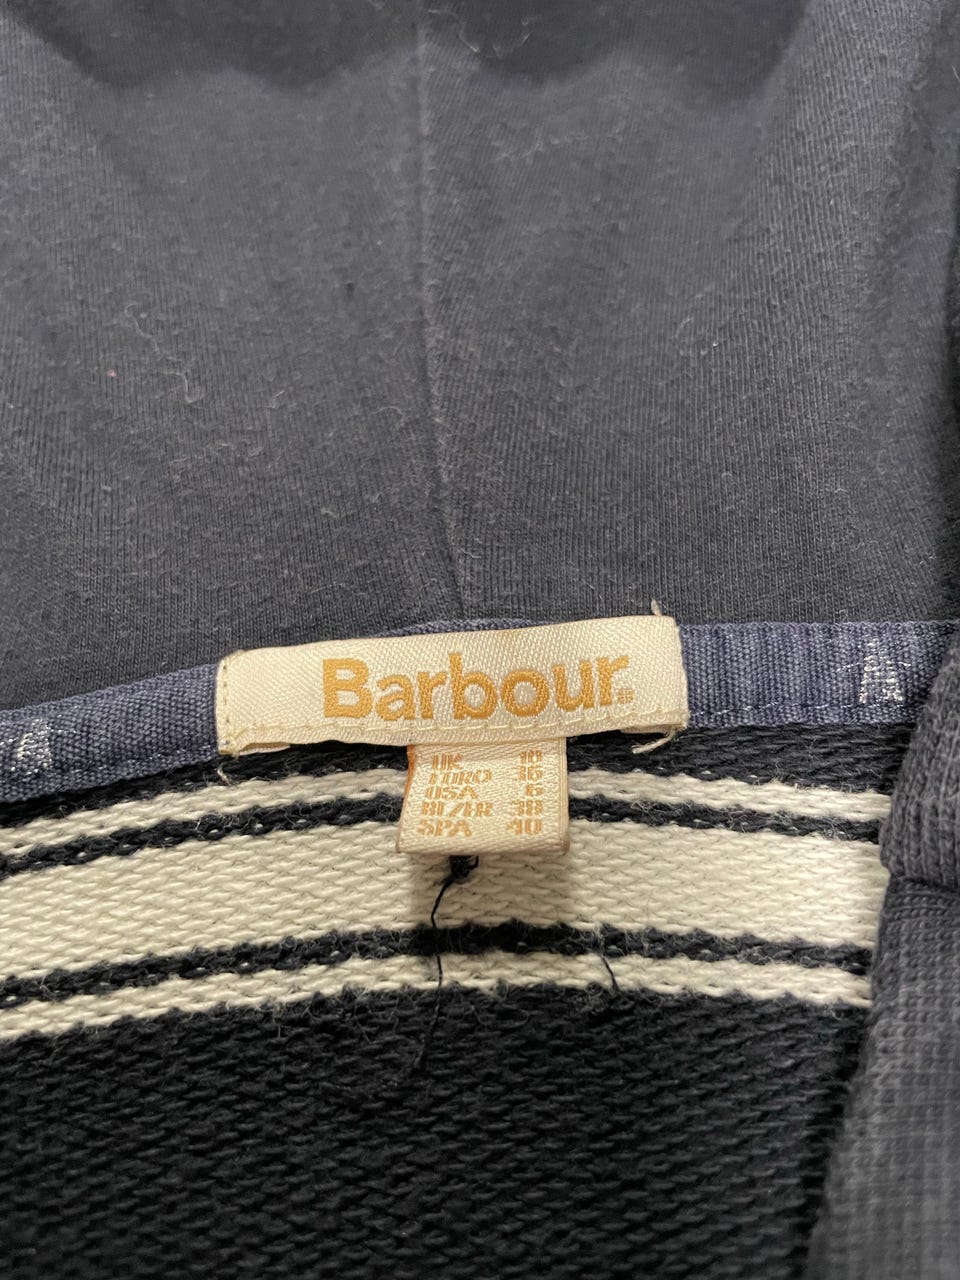 Barbour
UK 10
EURO 36
USA 6
BL/FR 38
SPA 40